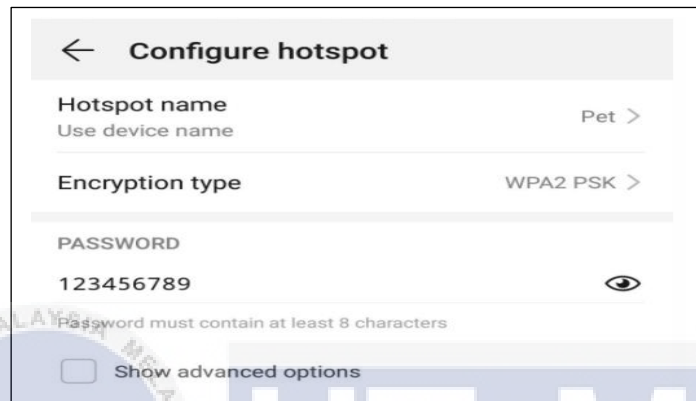 ← Configure hotspot
Hotspot name
Use device name
Pet >
Encryption type
WPA2 PSK >
PASSWORD
123456789
Password must contain at least 8 characters
Show advanced options